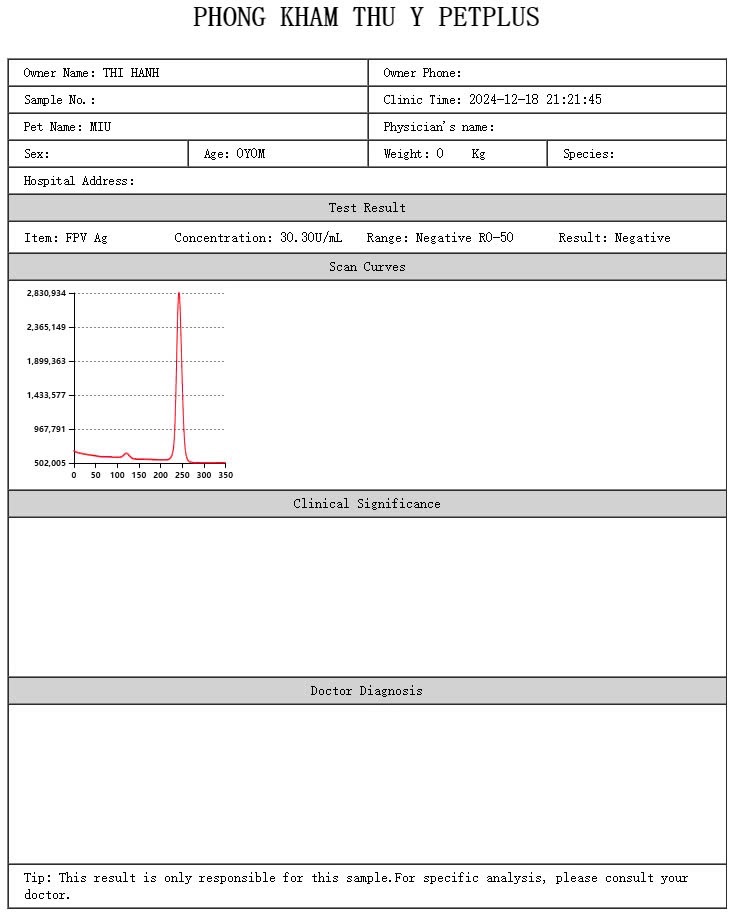 PHONG KHAM THU Y PETPLUS
Owner Name: THI HANH Owner Phone:
Sample No.: Clinic Time: 2024-12-18 21:21:45
Pet Name: MIU Physician's name:
Sex: Age: 0Y0M Weight: 0 Kg Species:
Hospital Address:
Test Result
Item: FPV Ag Concentration: 30.30U/mL Range: Negative R0-50 Result: Negative
Scan Curves
2,830,934
2,365,149
1,899,363
1,433,577
967,791
502,005
0 50 100 150 200 250 300 350
Clinical Significance
Doctor Diagnosis
Tip: This result is only responsible for this sample.For specific analysis, please consult your
doctor.